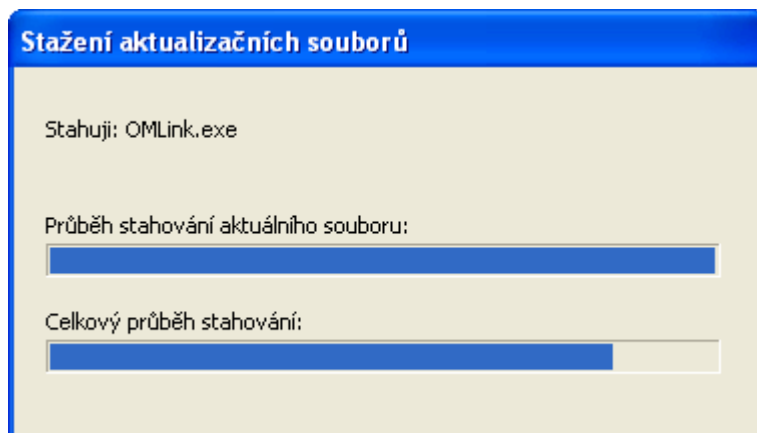 Stažení aktualizačních souborů
Stahuji: OMLink.exe
Průběh stahování aktuálního souboru:
Celkový průběh stahování: